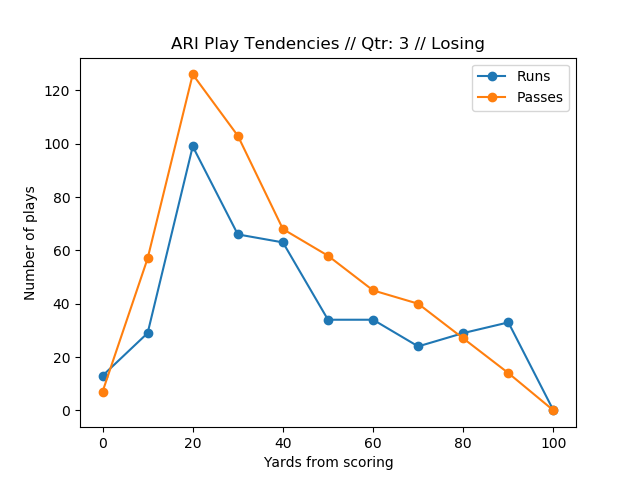 ARI Play Tendencies // Qtr: 3 // Losing
Runs
Passes
Number of plays
120
100
80
60
40
20
0
0 20 40 60 80 100
Yards from scoring